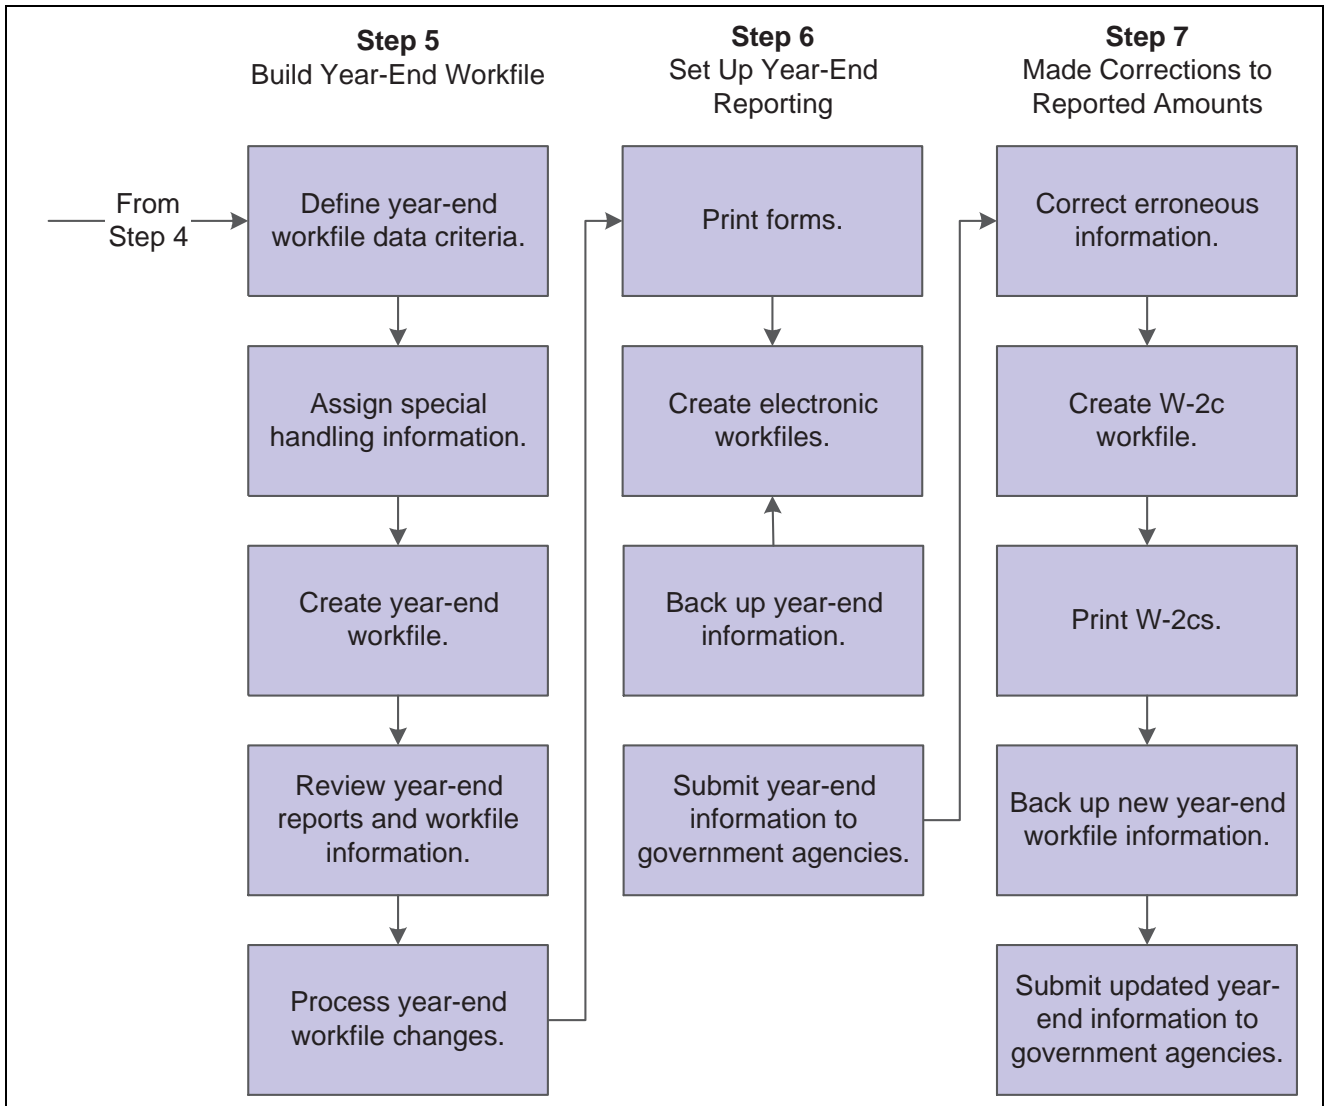 Step 5
Build Year-End Workfile
From
Step 4
Define year-end
workfile data criteria.
Assign special
handling information.
Create year-end
workfile.
Review year-end
reports and workfile
information.
Process year-end
workfile changes.
Step 6
Set Up Year-End
Reporting
Print forms.
Create electronic
workfiles.
Back up year-end
information.
Submit year-end
information to
government agencies.
Step 7
Made Corrections to
Reported Amounts
Correct erroneous
information.
Create W-2c
workfile.
Print W-2cs.
Back up new year-end
workfile information.
Submit updated year-
end information to
government agencies.